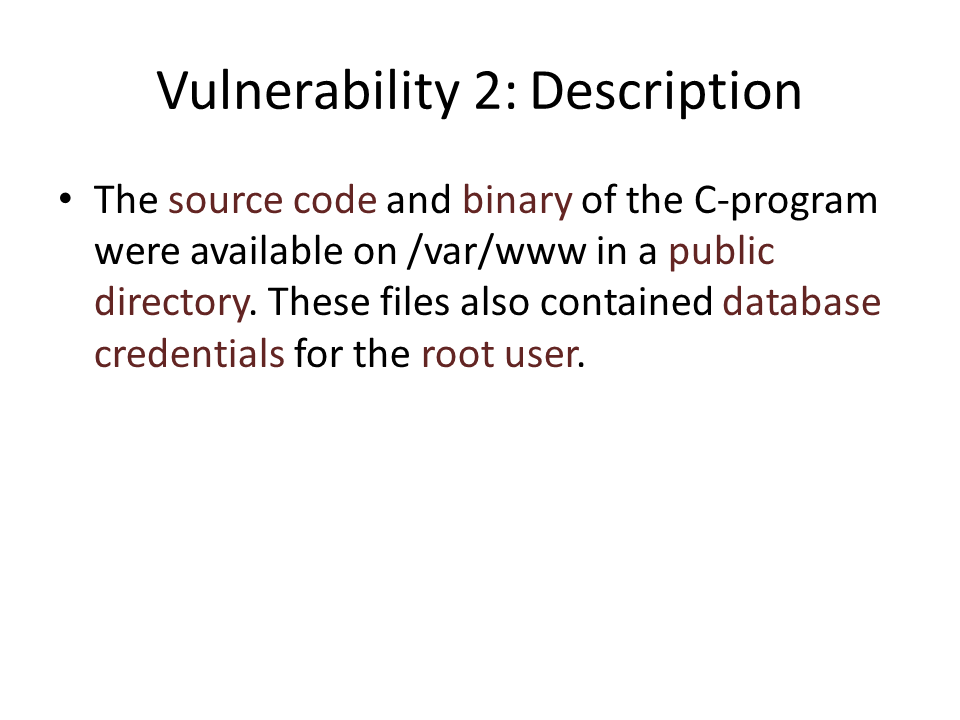 Vulnerability 2: Description
• The source code and binary of the C-program
were available on /var/www in a public
directory. These files also contained database
credentials for the root user.